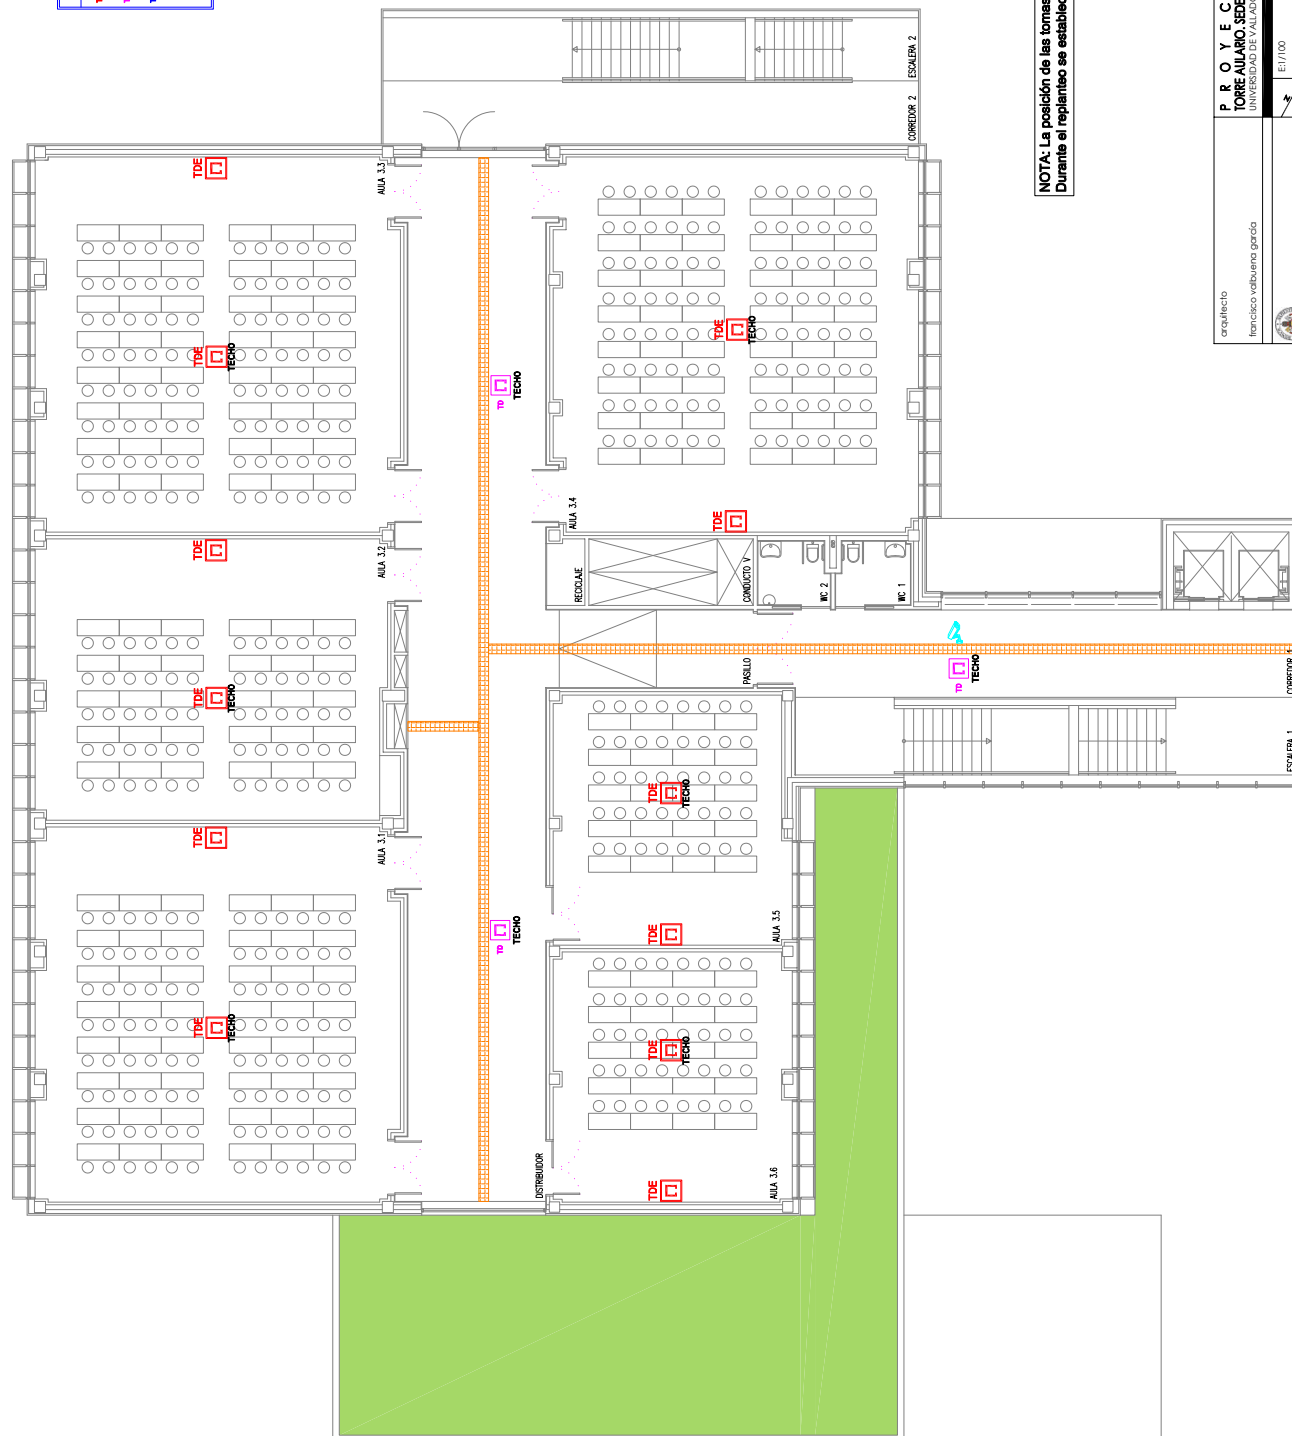 ESCALERA 2
CORREDOR 2
NOTA: La posición de las tomas
Durante el replanteo se establec
P R O Y E C
TORRE AULARIO. SEDE
UNIVERSIDAD DE VALLADO
E:1/100
arquitecto
francisco valbuena garcía
TDE
AULA 3.3
TDE
TECHO
TD
TECHO
TDE
TECHO
AULA 3.4
TDE
TDE
AULA 3.2
RECICLAJE
CONDUCTO V
WC 2
WC 1
TDE
TECHO
PASILLO
TD
TECHO
CORREDOR 1
ESCALERA 1
TDE
TECHO
TDE
AULA 3.1
TD
TECHO
TDE
AULA 3.5
TDE
TECHO
TDE
TECHO
DISTRIBUIDOR
TDE
AULA 3.6